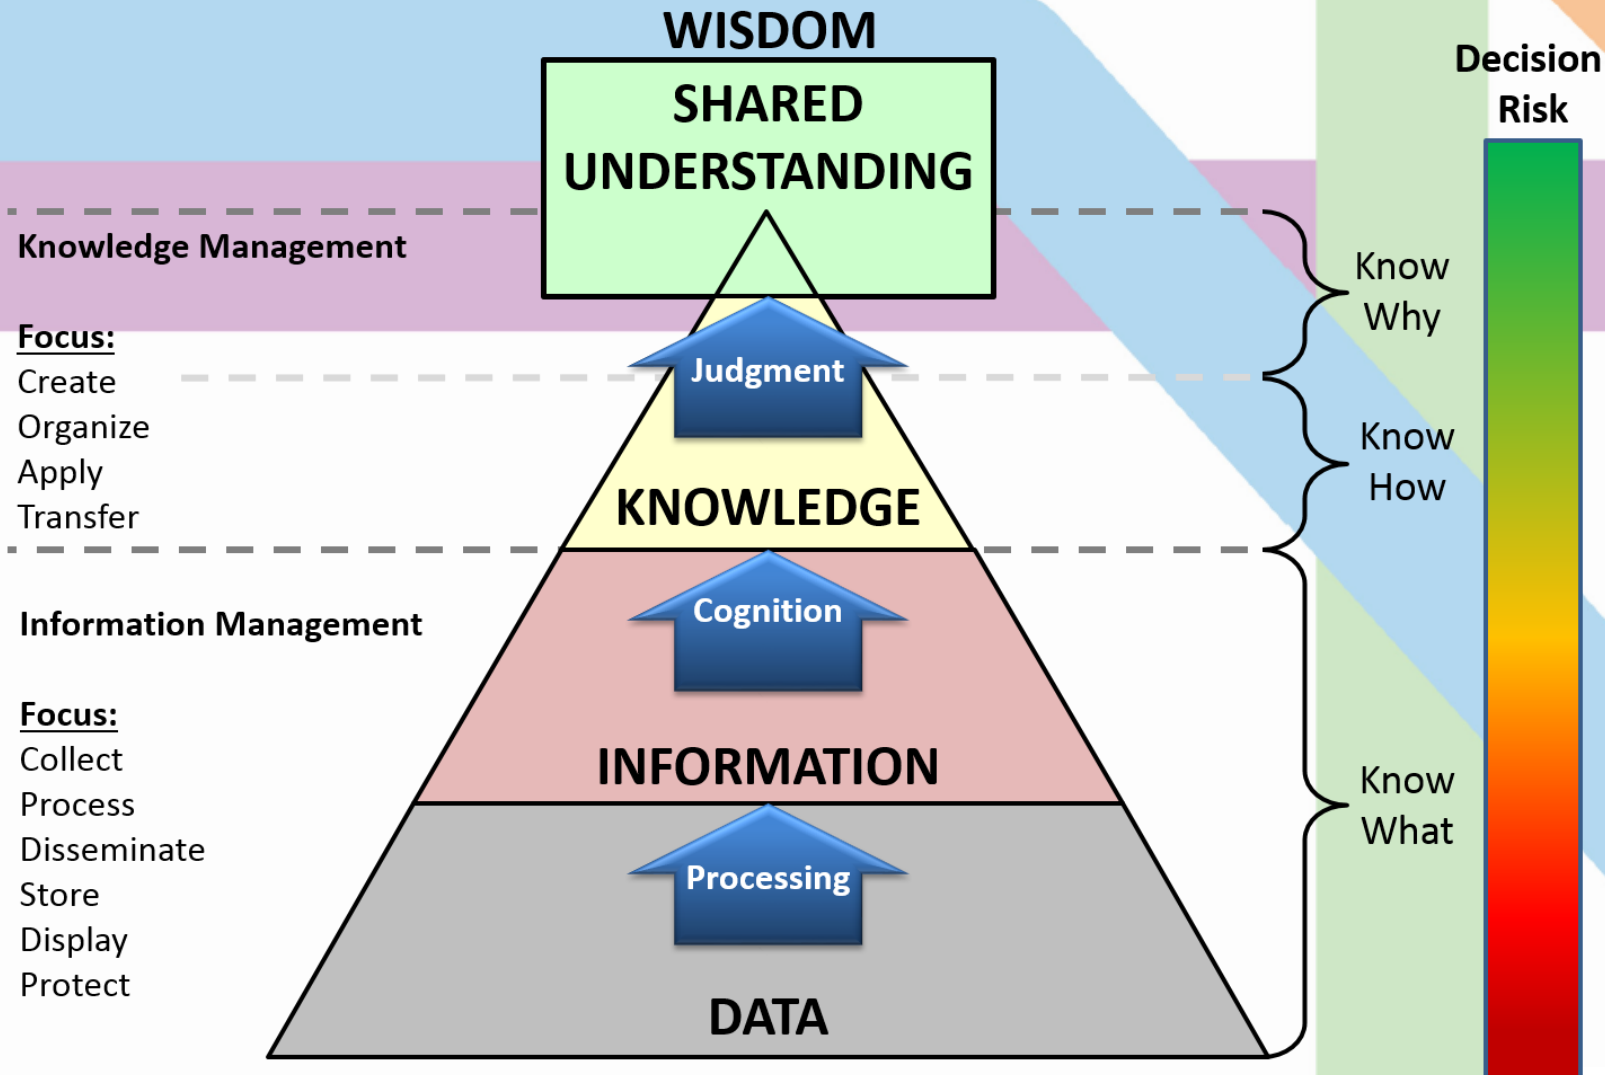 WISDOM
SHARED
UNDERSTANDING
Decision
Risk
Knowledge Management
Focus:
Create
Organize
Apply
Transfer
Judgment
KNOWLEDGE
Know
Why
Know
How
Information Management
Focus:
Collect
Process
Disseminate
Store
Display
Protect
Cognition
INFORMATION
Processing
DATA
Know
What